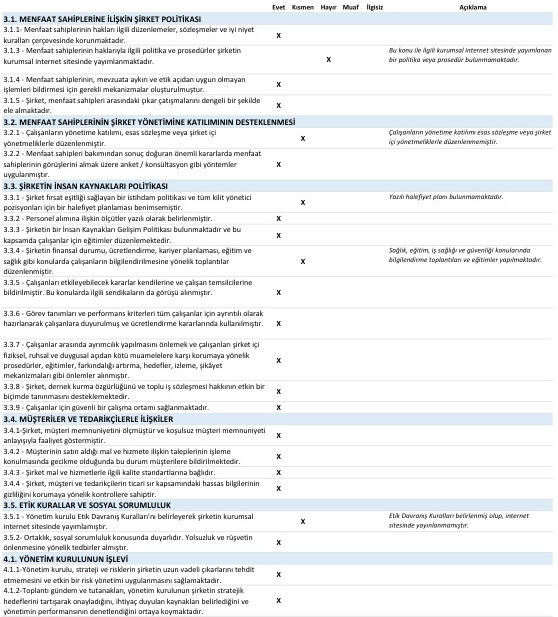 Evet Kısmen Hayır Muaf İlgisiz Açıklama
3.1. MENFAAT SAHİPLERİNE İLİŞKİN ŞİRKET POLİTİKASI
3.1.1- Menfaat sahiplerinin hakları ilgili düzenlemeler, sözleşmeler ve iyi niyet
kuralları çerçevesinde korunmaktadır.
X
3.1.3 - Menfaat sahiplerinin haklarıyla ilgili politika ve prosedürler şirketin
kurumsal internet sitesinde yayımlanmaktadır.
X
Bu konu ile ilgili kurumsal internet sitesinde yayımlanan
bir politika veya prosedür bulunmamaktadır.
3.1.4 - Menfaat sahiplerinin, mevzuata aykırı ve etik açıdan uygun olmayan
işlemleri bildirmesi için gerekli mekanizmalar oluşturulmuştur.
X
3.1.5 - Şirket, menfaat sahipleri arasındaki çıkar çatışmalarını dengeli bir şekilde
ele almaktadır.
X
3.2. MENFAAT SAHİPLERİNİN ŞİRKET YÖNETİMİNE KATILIMININ DESTEKLENMESİ
3.2.1 - Çalışanların yönetime katılımı, esas sözleşme veya şirket içi
yönetmeliklerle düzenlenmiştir.
X
Çalışanların yönetime katılımı esas sözleşme veya şirket
içi yönetmeliklerle düzenlenmemiştir.
3.2.2 - Menfaat sahipleri bakımından sonuç doğuran önemli kararlarda menfaat
sahiplerinin görüşlerini almak üzere anket / konsültasyon gibi yöntemler
uygulanmıştır.
X
3.3. ŞİRKETİN İNSAN KAYNAKLARI POLİTİKASI
3.3.1 - Şirket fırsat eşitliği sağlayan bir istihdam politikası ve tüm kilit yönetici
pozisyonları için bir halefiyet planlaması benimsemiştir.
X
Yazılı halefiyet planı bulunmamaktadır.
3.3.2 - Personel alımına ilişkin ölçütler yazılı olarak belirlenmiştir.
X
3.3.3 - Şirketin bir İnsan Kaynakları Gelişim Politikası bulunmaktadır ve bu
kapsamda çalışanlar için eğitimler düzenlemektedir.
X
3.3.4 - Şirketin finansal durumu, ücretlendirme, kariyer planlaması, eğitim ve
sağlık gibi konularda çalışanların bilgilendirilmesine yönelik toplantılar
düzenlenmiştir.
X
Sağlık, eğitim, iş sağlığı ve güvenliği konularında
bilgilendirme toplantıları ve eğitimler yapılmaktadır.
3.3.5 - Çalışanları etkileyebilecek kararlar kendilerine ve çalışan temsilcilerine
bildirilmiştir. Bu konularda ilgili sendikaların da görüşü alınmıştır.
X
3.3.6 - Görev tanımları ve performans kriterleri tüm çalışanlar için ayrıntılı olarak
hazırlanarak çalışanlara duyurulmuş ve ücretlendirme kararlarında kullanılmıştır.
X
3.3.7 - Çalışanlar arasında ayrımcılık yapılmasını önlemek ve çalışanları şirket içi
fiziksel, ruhsal ve duygusal açıdan kötü muamelelere karşı korumaya yönelik
prosedürler, eğitimler, farkındalığı artırma, hedefler, izleme, şikâyet
mekanizmaları gibi önlemler alınmıştır.
X
3.3.8 - Şirket, dernek kurma özgürlüğünü ve toplu iş sözleşmesi hakkının etkin bir
biçimde tanınmasını desteklemektedir.
X
3.3.9 - Çalışanlar için güvenli bir çalışma ortamı sağlanmaktadır.
X
3.4. MÜŞTERİLER VE TEDARİKÇİLERLE İLİŞKİLER
3.4.1-Şirket, müşteri memnuniyetini ölçmüştür ve koşulsuz müşteri memnuniyeti
anlayışıyla faaliyet göstermiştir.
X
3.4.2 - Müşterinin satın aldığı mal ve hizmete ilişkin taleplerinin işleme
konulmasında gecikme olduğunda bu durum müşterilere bildirilmektedir.
X
3.4.3 - Şirket mal ve hizmetlerle ilgili kalite standartlarına bağlıdır.
X
3.4.4 - Şirket, müşteri ve tedarikçilerin ticari sır kapsamındaki hassas bilgilerinin
gizliliğini korumaya yönelik kontrollere sahiptir.
X
3.5. ETİK KURALLAR VE SOSYAL SORUMLULUK
3.5.1 - Yönetim kurulu Etik Davranış Kuralları'nı belirleyerek şirketin kurumsal
internet sitesinde yayımlamıştır.
X
Etik Davranış Kuralları belirlenmiş olup, internet
sitesinde yayınlanmamıştır.
3.5.2- Ortaklık, sosyal sorumluluk konusunda duyarlıdır. Yolsuzluk ve rüşvetin
önlenmesine yönelik tedbirler almıştır.
X
4.1. YÖNETİM KURULUNUN İŞLEVİ
4.1.1-Yönetim kurulu, strateji ve risklerin şirketin uzun vadeli çıkarlarını tehdit
etmemesini ve etkin bir risk yönetimi uygulanmasını sağlamaktadır.
X
4.1.2-Toplantı gündem ve tutanakları, yönetim kurulunun şirketin stratejik
hedeflerini tartışarak onayladığını, ihtiyaç duyulan kaynakları belirlediğini ve
yönetimin performansının denetlendiğini ortaya koymaktadır.
X